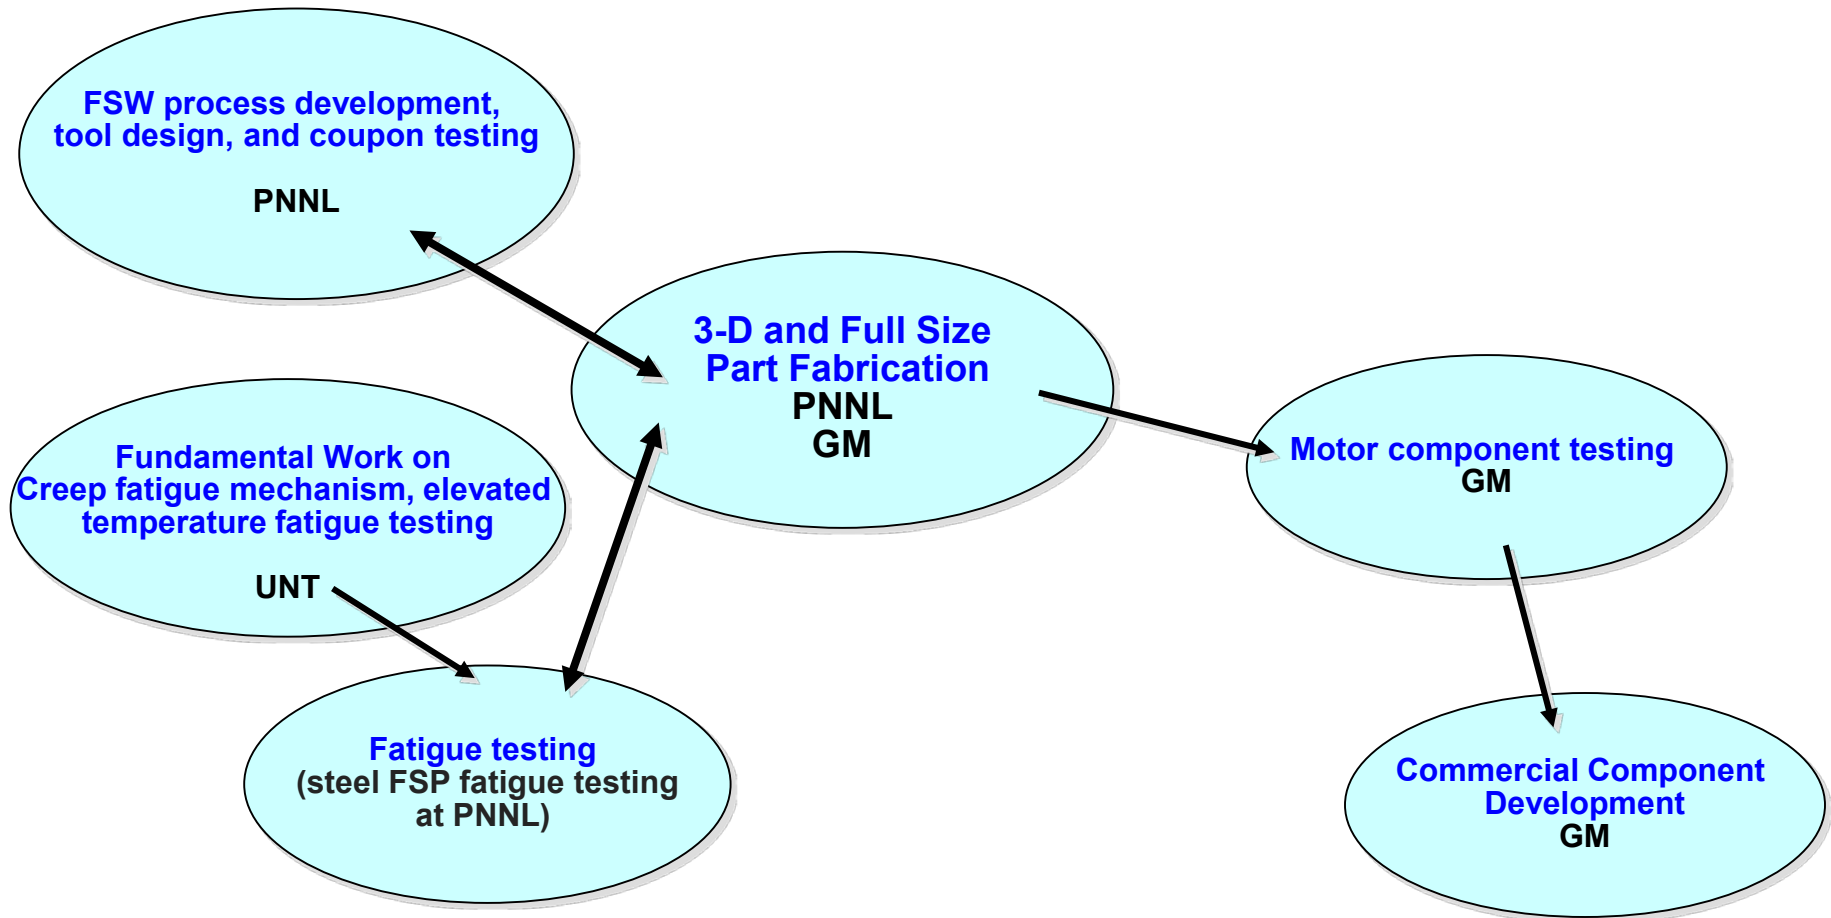 FSW process development,
tool design, and coupon testing
PNNL
3-D and Full Size
Part Fabrication
PNNL
GM
Fundamental Work on
Creep fatigue mechanism, elevated
temperature fatigue testing
UNT
Motor component testing
GM
Fatigue testing
(steel FSP fatigue testing
at PNNL)
Commercial Component
Development
GM